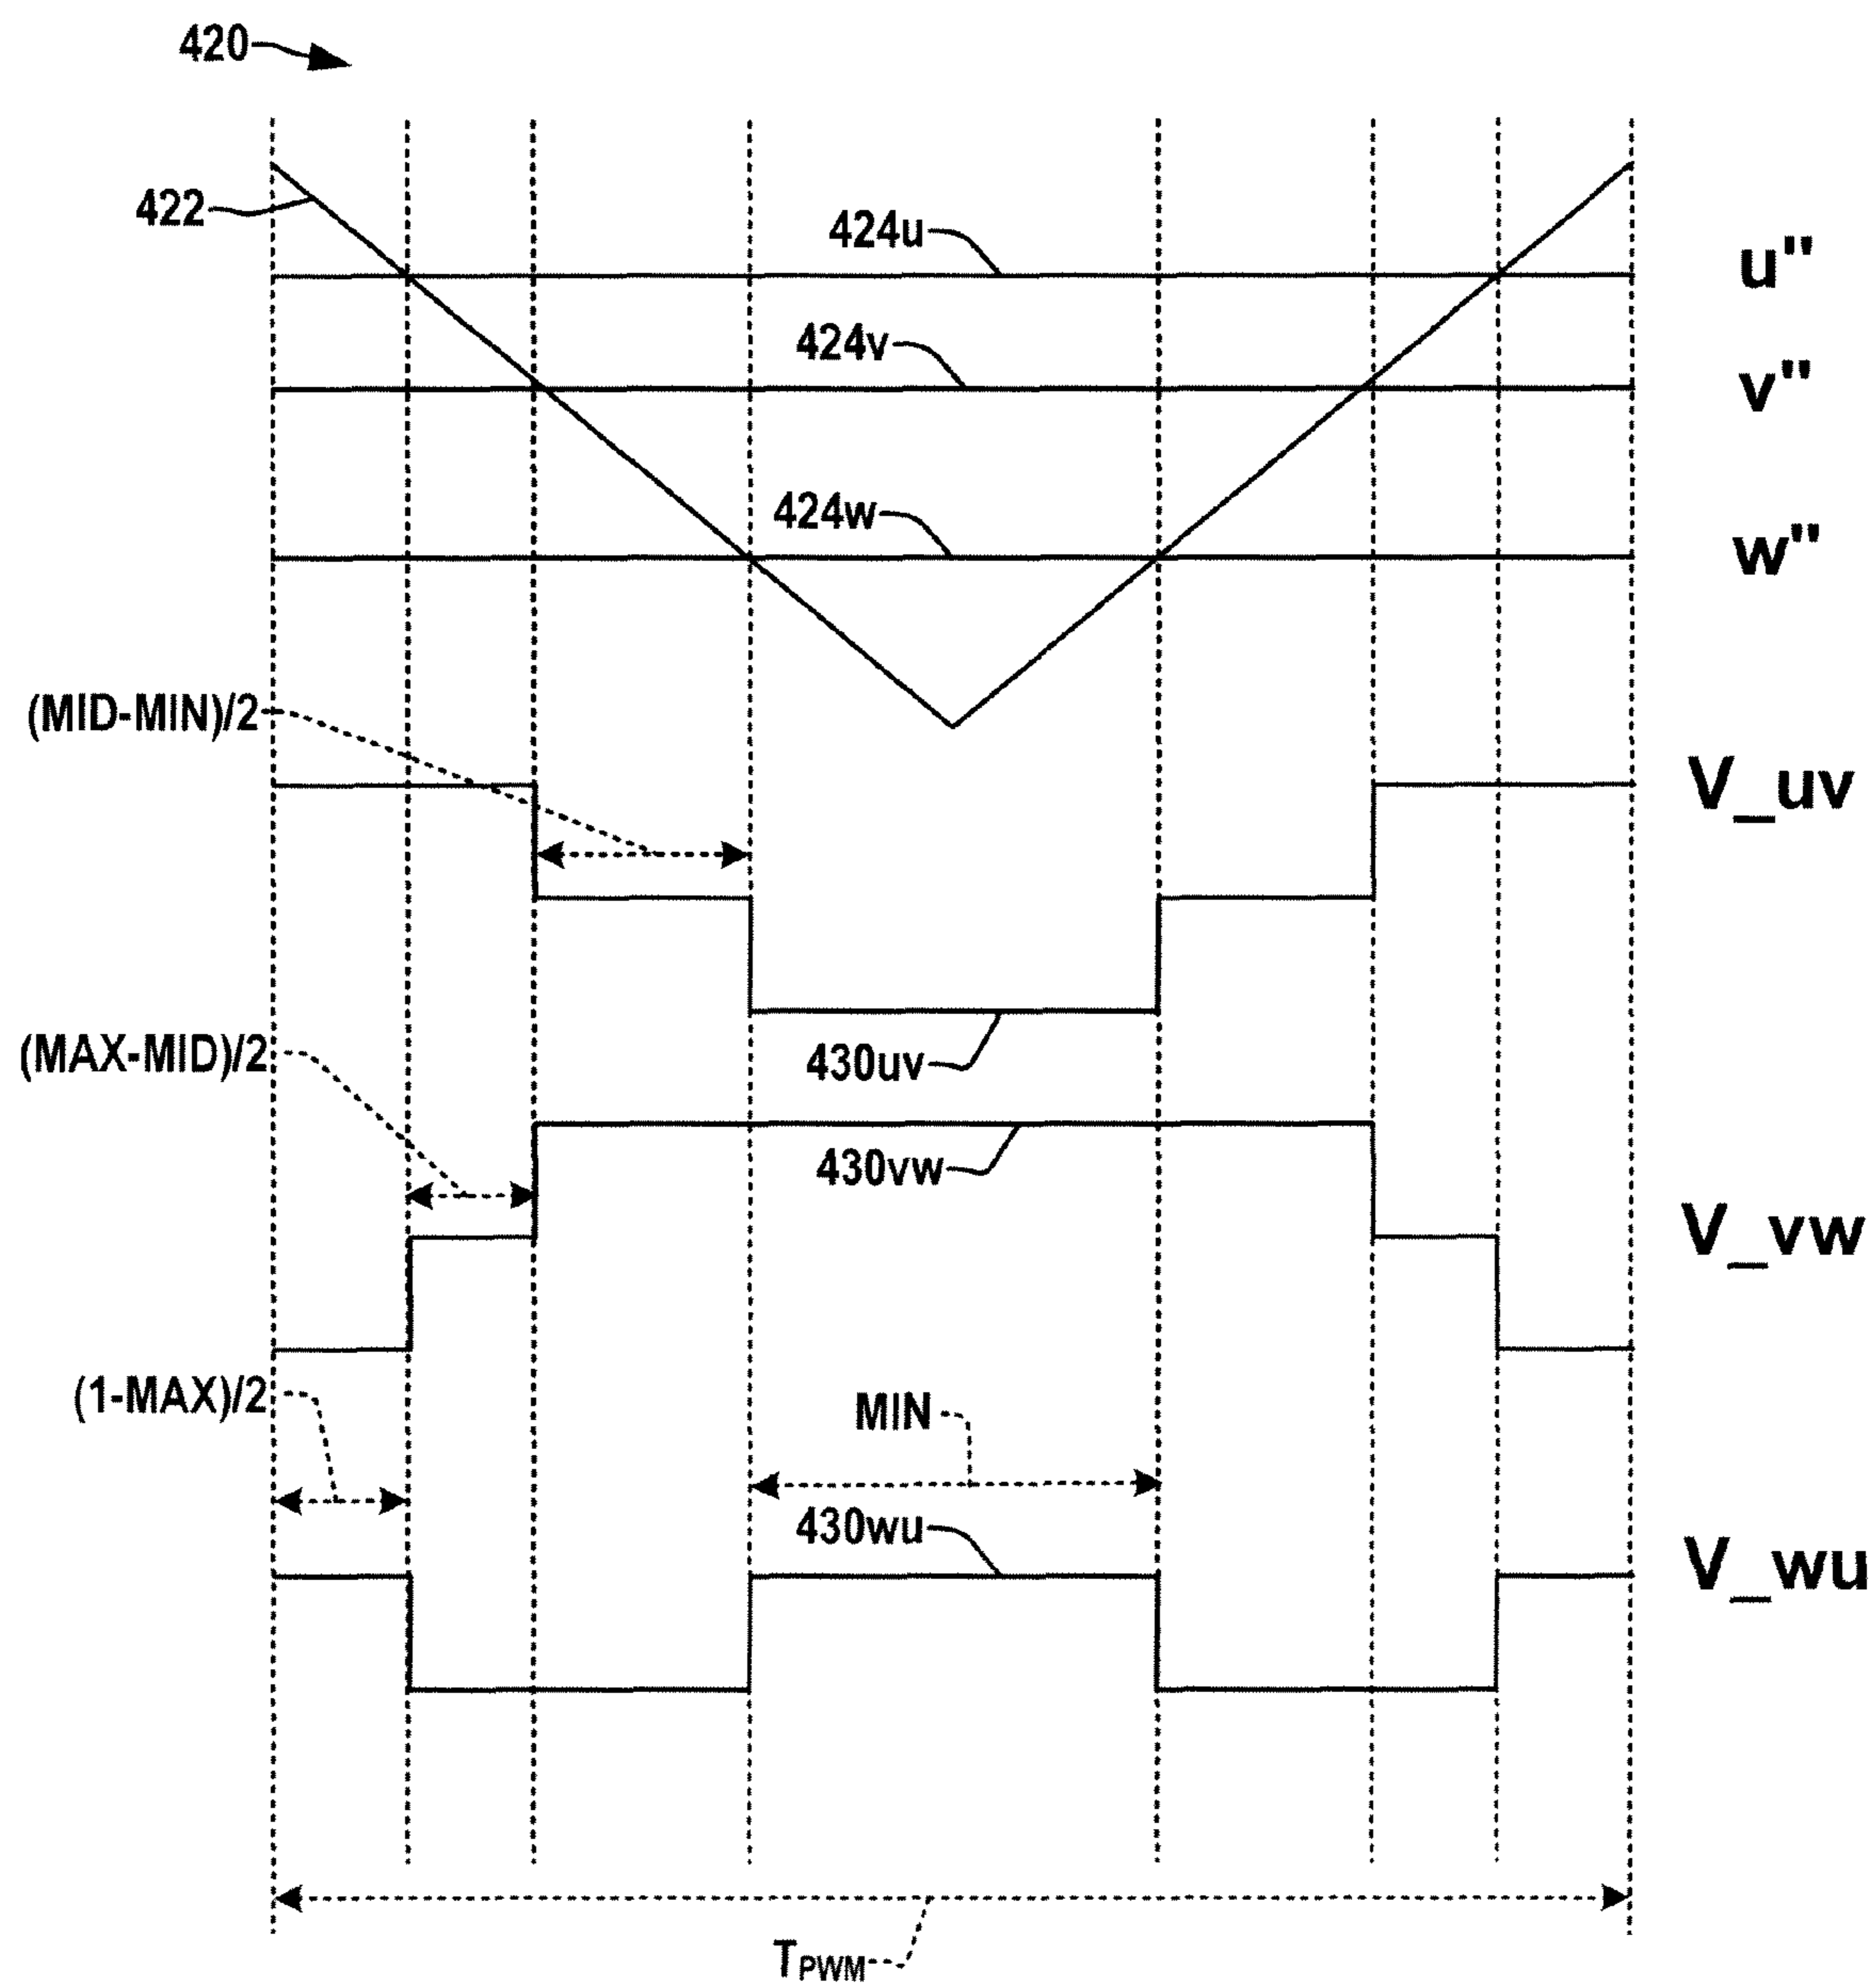 420
422
424u
u"
424v
v"
424w
w"
(MID-MIN)/2
V_uv
(MAX-MID)/2
430uv
430vw
V_vw
(1-MAX)/2
MIN
430wu
V_wu
TPWM